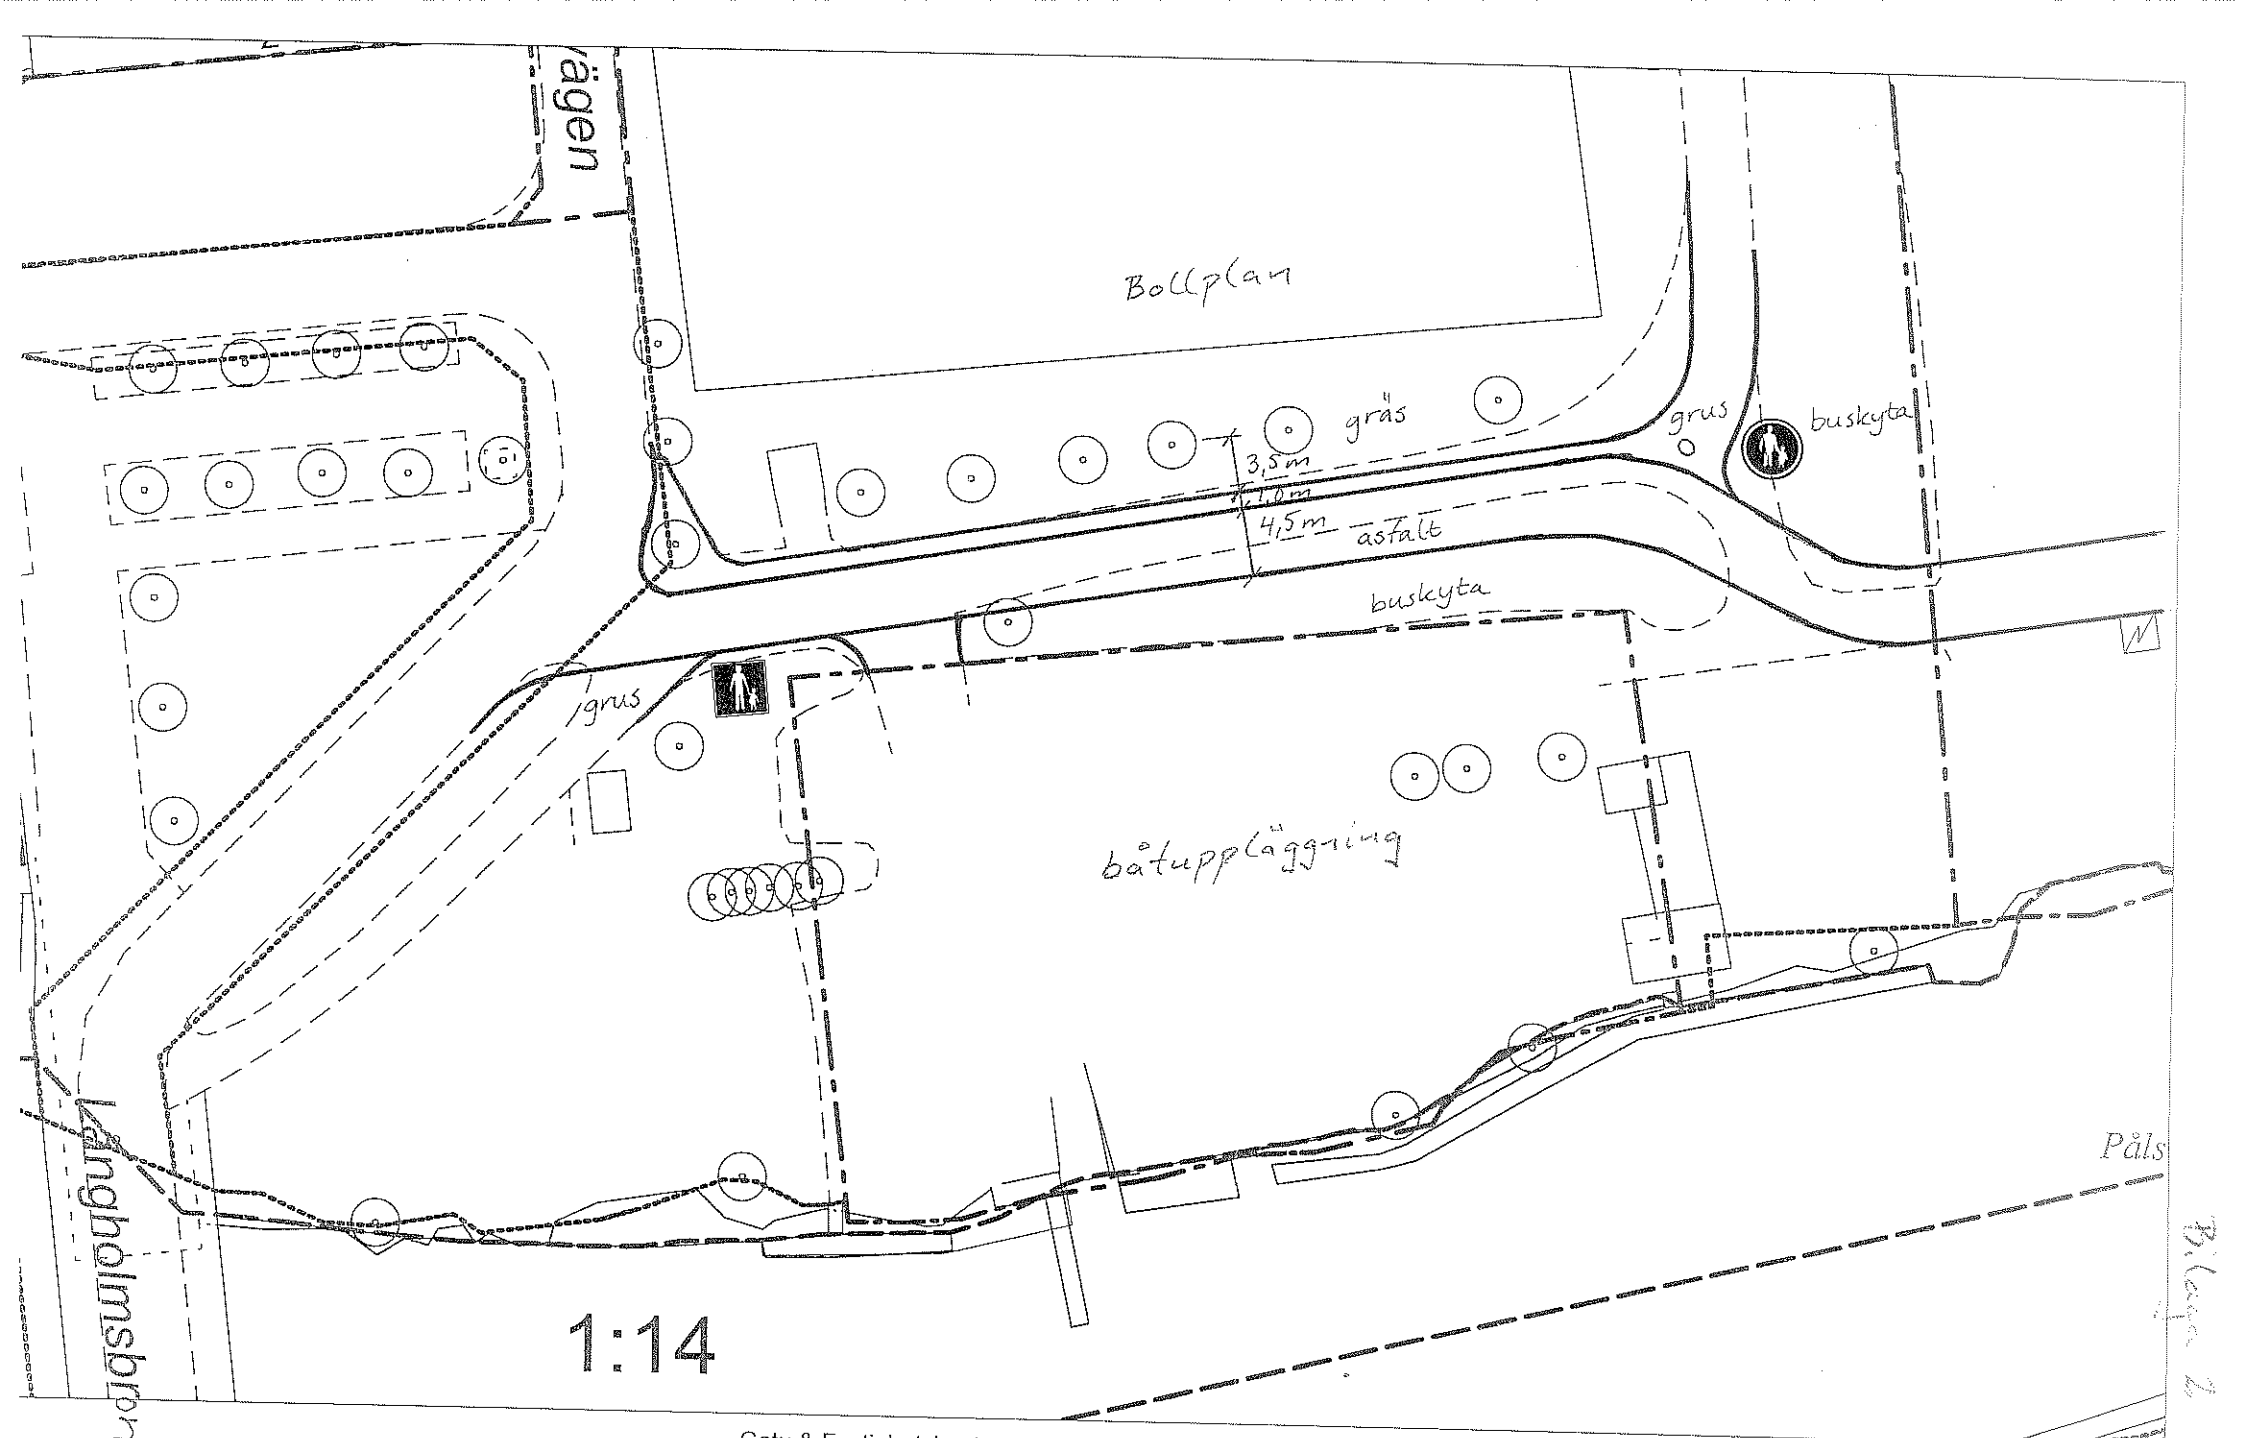 vägen
Bollplan
gräs
grus
buskyta
3,5m
1,0m
4,5m
asfalt
buskyta
grus
båtuppläggning
Påls
Långholmsbron
1:14
Bilaga 2